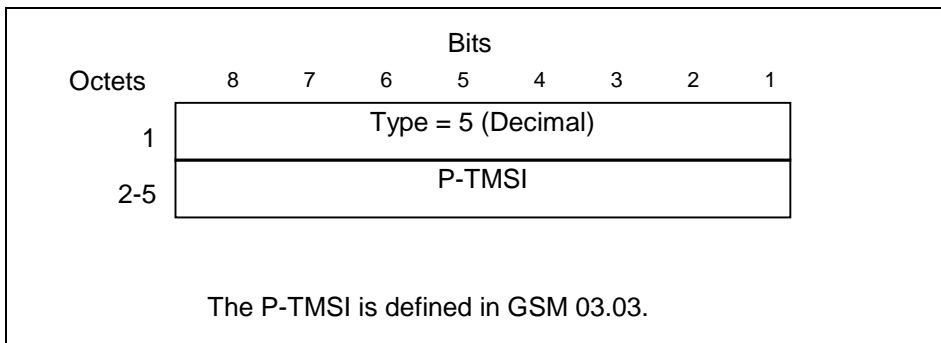 Bits
Octets 8 7 6 5 4 3 2 1
1 Type = 5 (Decimal)
2-5 P-TMSI
The P-TMSI is defined in GSM 03.03.